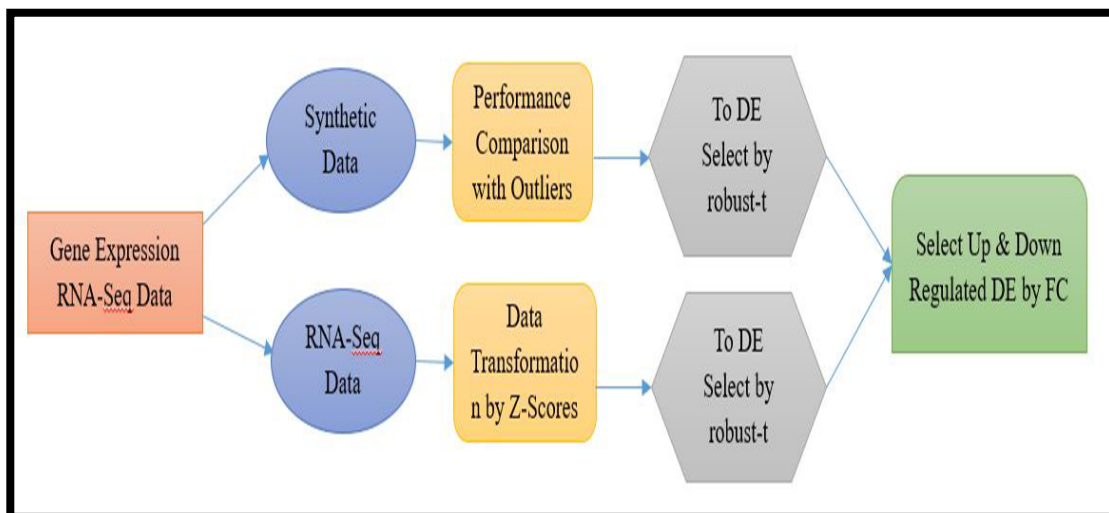 Gene Expression
RNA-Seq Data
Synthetic
Data
Performance
Comparison
with Outliers
To DE
Select by
robust-t
RNA-Seq
Data
Data
Transformatio
n by Z-Scores
To DE
Select by
robust-t
Select Up & Down
Regulated DE by FC